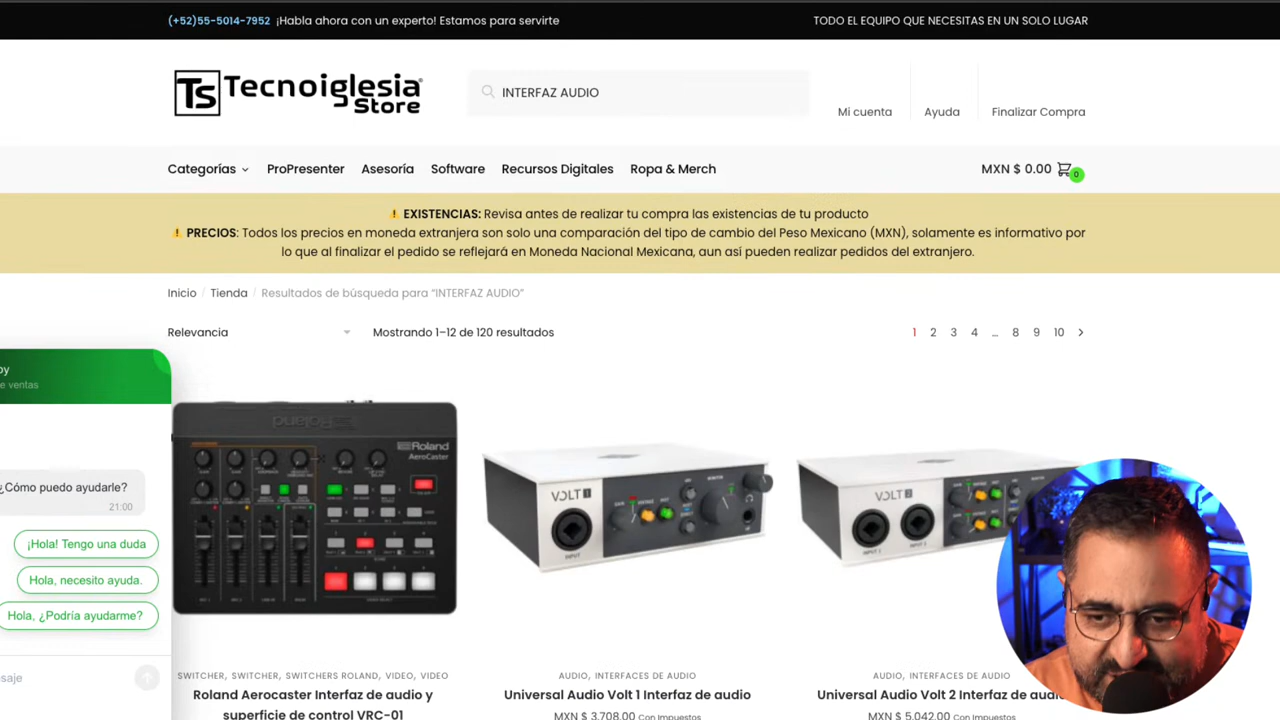 (+52)55-5014-7952 ¡Habla ahora con un experto! Estamos para servirte
TODO EL EQUIPO QUE NECESITAS EN UN SOLO LUGAR
Ts Tecnoiglesia® Store
INTERFAZ AUDIO
Mi cuenta
Ayuda
Finalizar Compra
Categorías
ProPresenter
Asesoría
Software
Recursos Digitales
Ropa & Merch
MXN $ 0.00
0
⚠️ EXISTENCIAS: Revisa antes de realizar tu compra las existencias de tu producto
⚠️ PRECIOS: Todos los precios en moneda extranjera son solo una comparación del tipo de cambio del Peso Mexicano (MXN), solamente es informativo por
lo que al finalizar el pedido se reflejará en Moneda Nacional Mexicana, aun así pueden realizar pedidos del extranjero.
Inicio / Tienda / Resultados de búsqueda para “INTERFAZ AUDIO”
Relevancia
Mostrando 1–12 de 120 resultados
1 2 3 4 … 8 9 10
e ventas
¿Cómo puedo ayudarle?
21:00
¡Hola! Tengo una duda
Hola, necesito ayuda.
Hola, ¿Podría ayudarme?
Roland
AeroCaster
VOLT 1
INPUT
GAIN
MONITOR
VOLT 2
INPUT 1
INPUT 2
SWITCHER, SWITCHER, SWITCHERS ROLAND, VIDEO, VIDEO
Roland Aerocaster Interfaz de audio y
superficie de control VRC-01
AUDIO, INTERFACES DE AUDIO
Universal Audio Volt 1 Interfaz de audio
MXN $ 3,708.00 Con Impuestos
AUDIO, INTERFACES DE AUDIO
Universal Audio Volt 2 Interfaz de
MXN $ 5,042.00 Con Impuestos